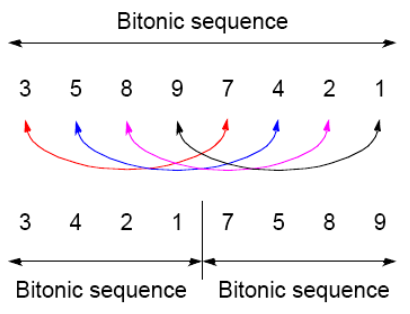 Bitonic sequence
3 5 8 9 7 4 2 1
3 4 2 1 7 5 8 9
Bitonic sequence Bitonic sequence